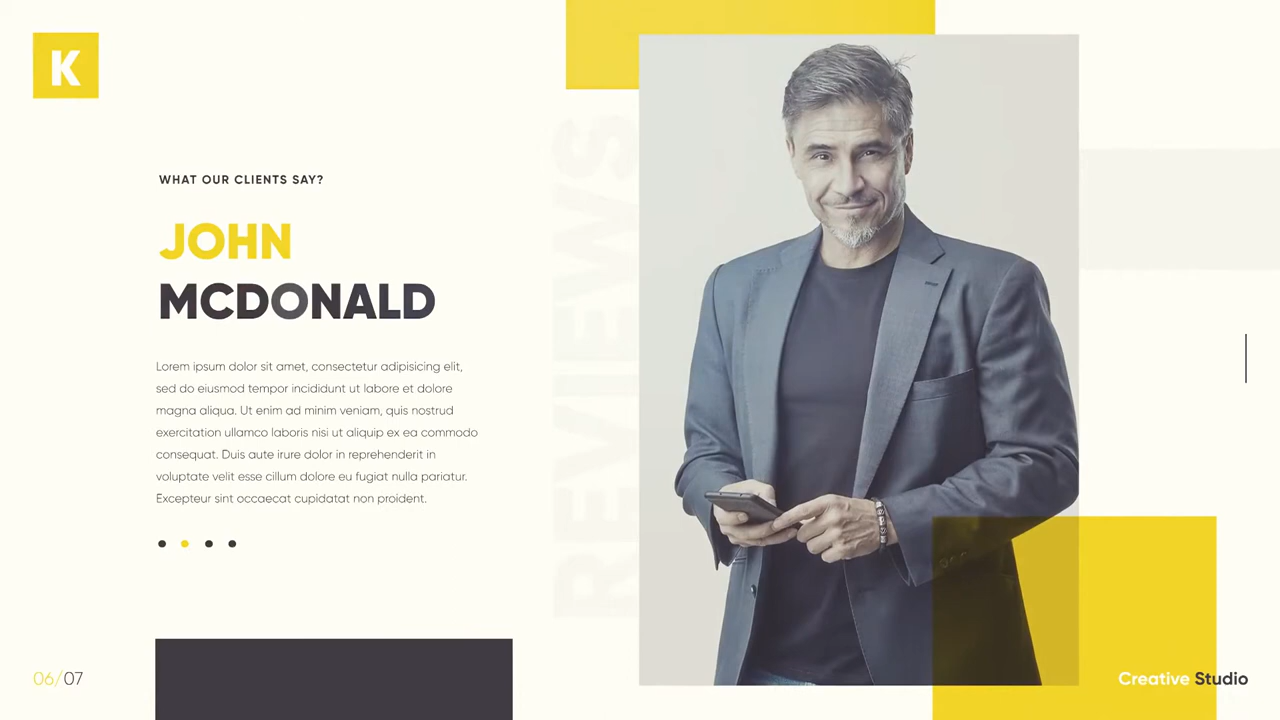 K
WHAT OUR CLIENTS SAY?
JOHN
MCDONALD
Lorem ipsum dolor sit amet, consectetur adipisicing elit,
sed do eiusmod tempor incididunt ut labore et dolore
magna aliqua. Ut enim ad minim veniam, quis nostrud
exercitation ullamco laboris nisi ut aliquip ex ea commodo
consequat. Duis aute irure dolor in reprehenderit in
voluptate velit esse cillum dolore eu fugiat nulla pariatur.
Excepteur sint occaecat cupidatat non proident.
REVIEWS
06/07
Creative Studio